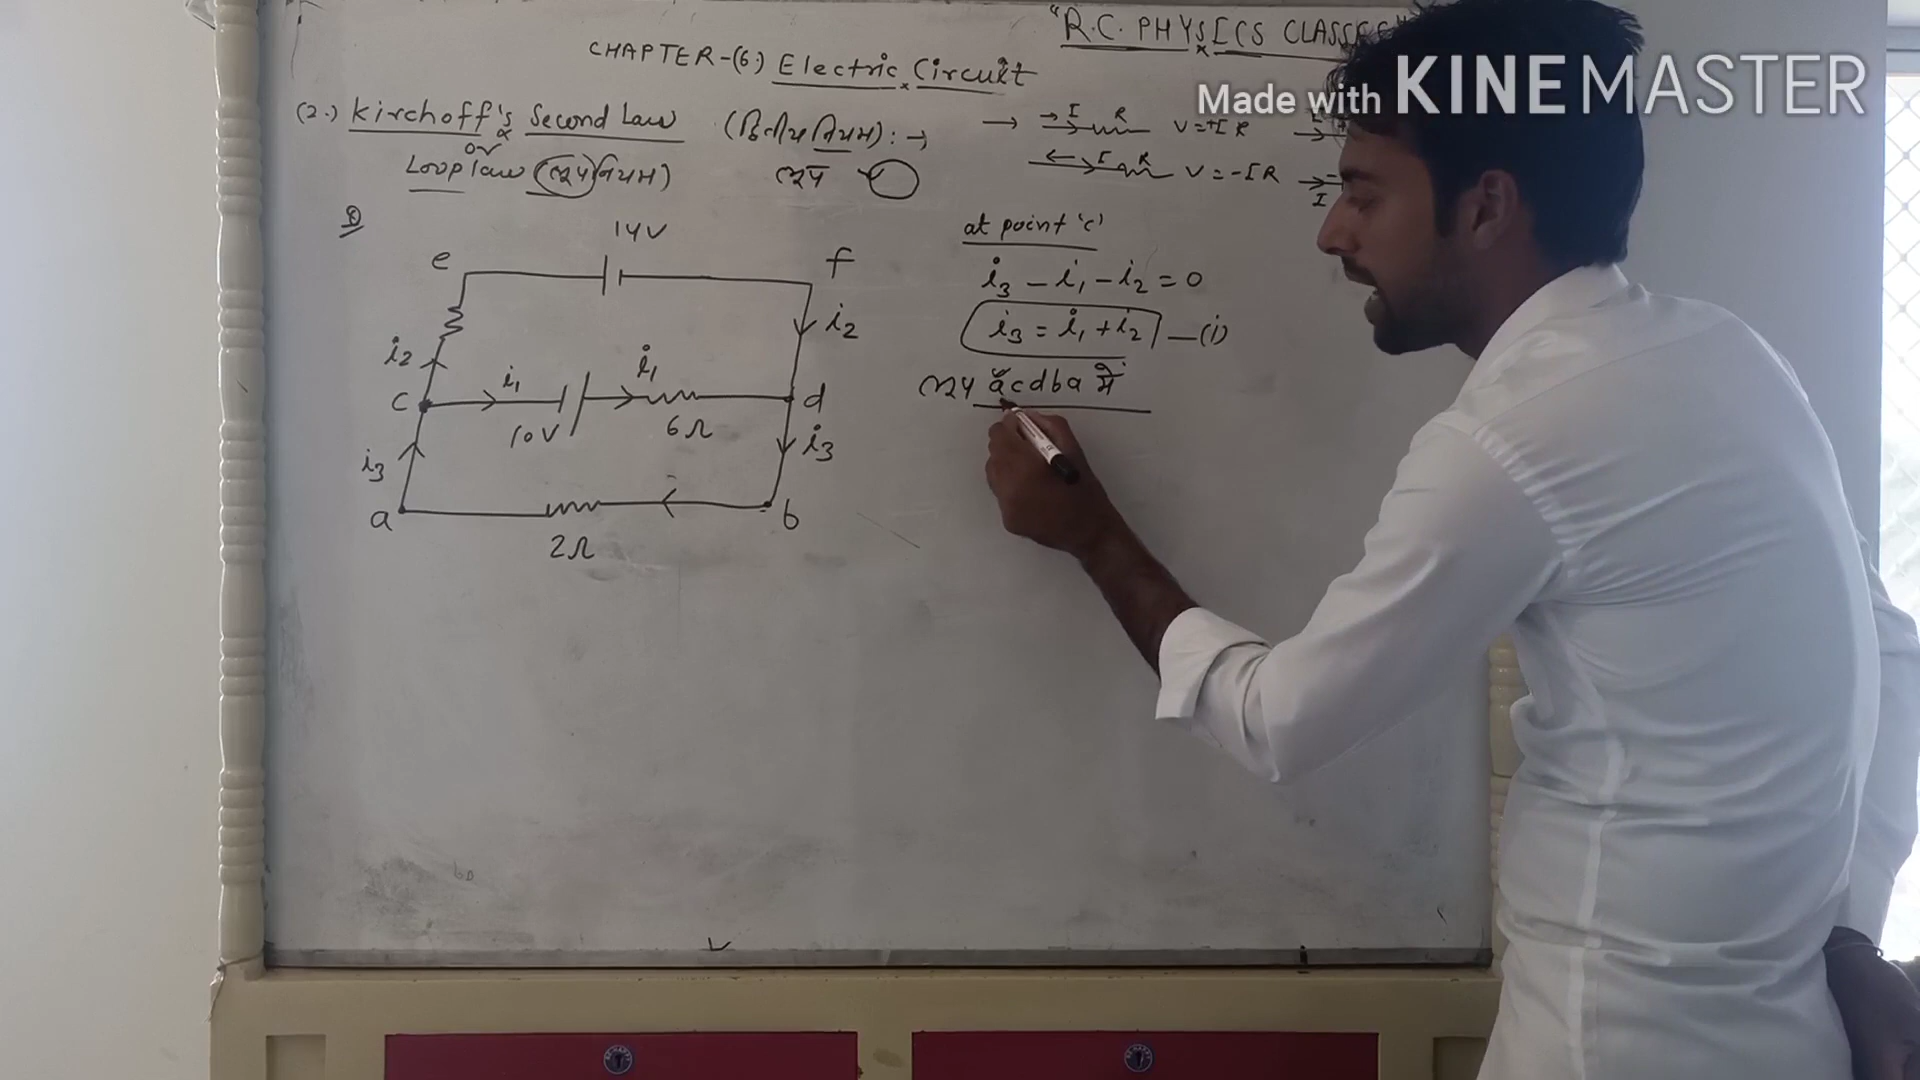 "R.C. PHYSICS CLASSES"
CHAPTER-(6.) Electric Circuit
(2.) Kirchoff's Second Law (द्वितीय नियम) :→
or
Loop law (लूप नियम)
लूप
→ I R V=+IR
I R V=-IR
I
14V
e
f
i2
i2
i1
i1
c
d
10V
6Ω
i3
i3
a
b
2Ω
at point 'c'
i3 - i1 - i2 = 0
i3 = i1 + i2 —(i)
लूप acdba में
Made with KINEMASTER